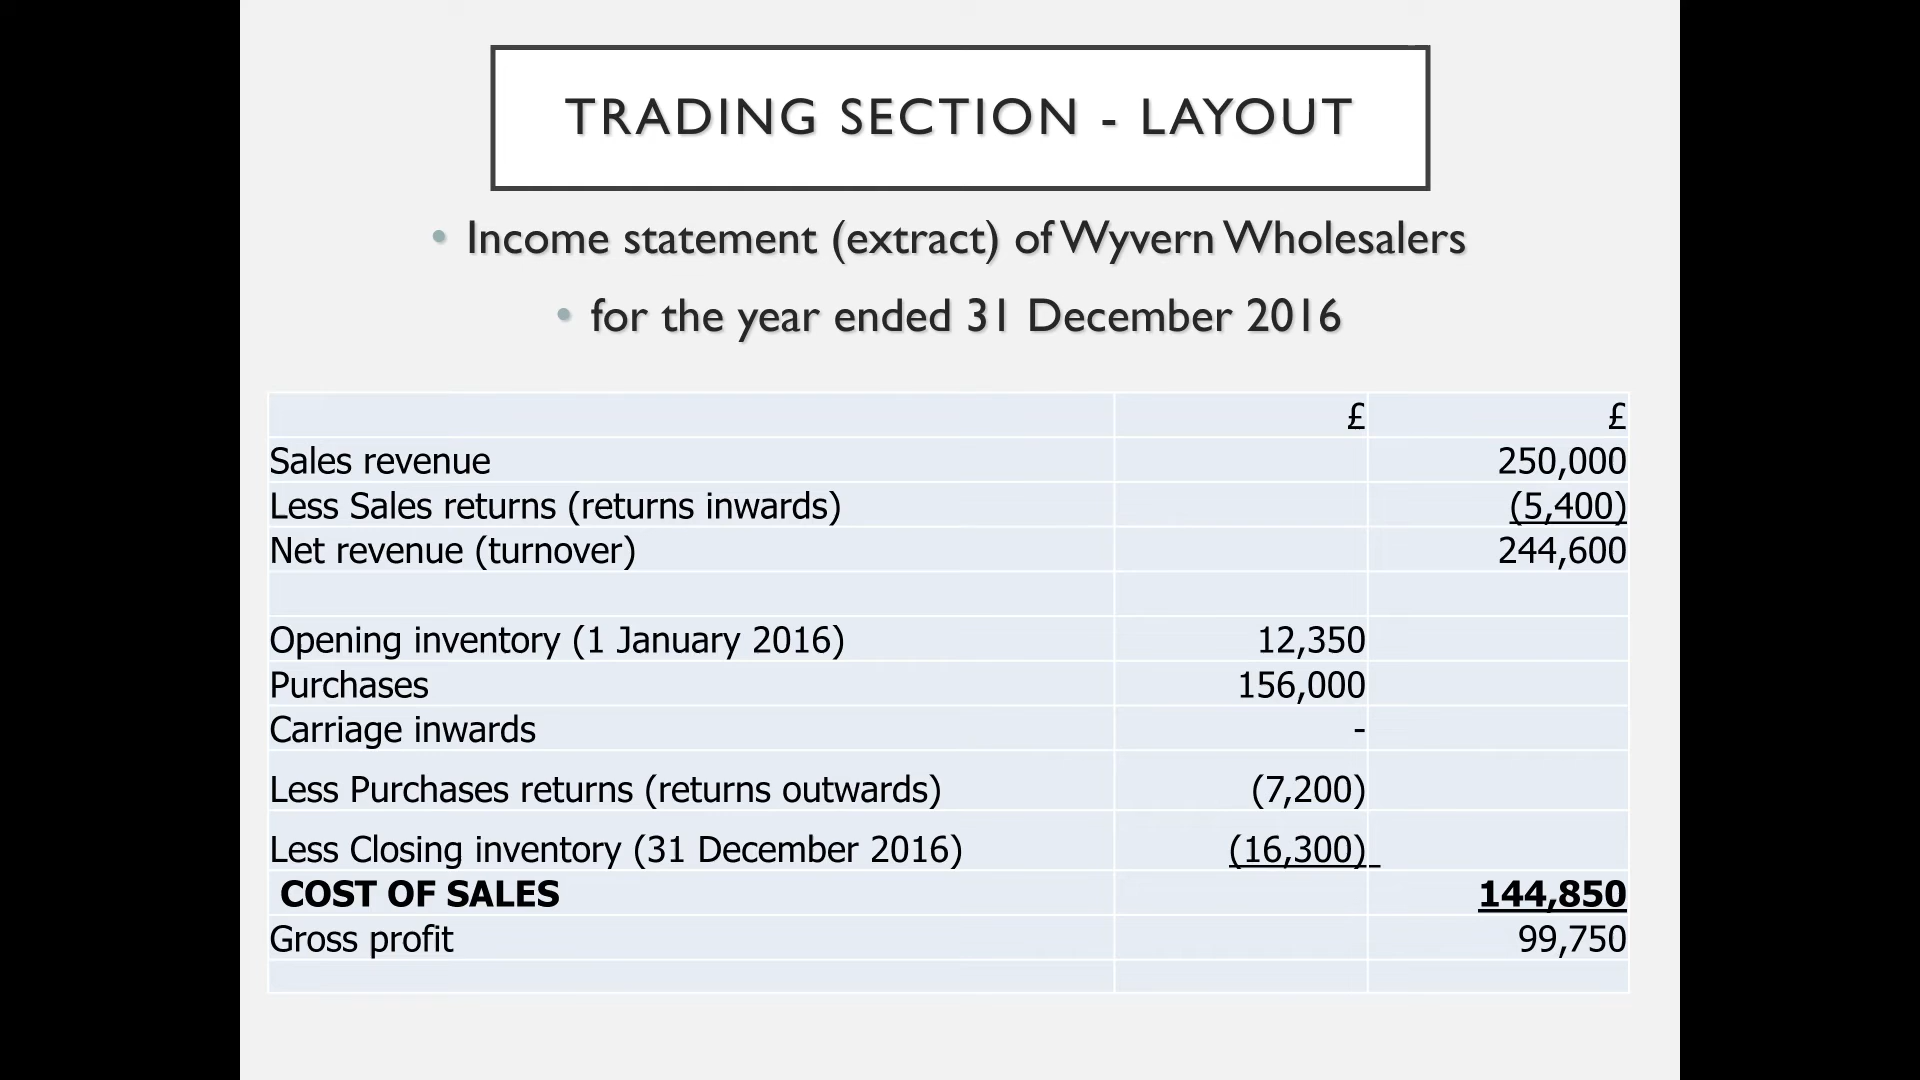 TRADING SECTION - LAYOUT
• Income statement (extract) of Wyvern Wholesalers
• for the year ended 31 December 2016
£ £
Sales revenue 250,000
Less Sales returns (returns inwards) (5,400)
Net revenue (turnover) 244,600
Opening inventory (1 January 2016) 12,350
Purchases 156,000
Carriage inwards -
Less Purchases returns (returns outwards) (7,200)
Less Closing inventory (31 December 2016) (16,300)
COST OF SALES 144,850
Gross profit 99,750